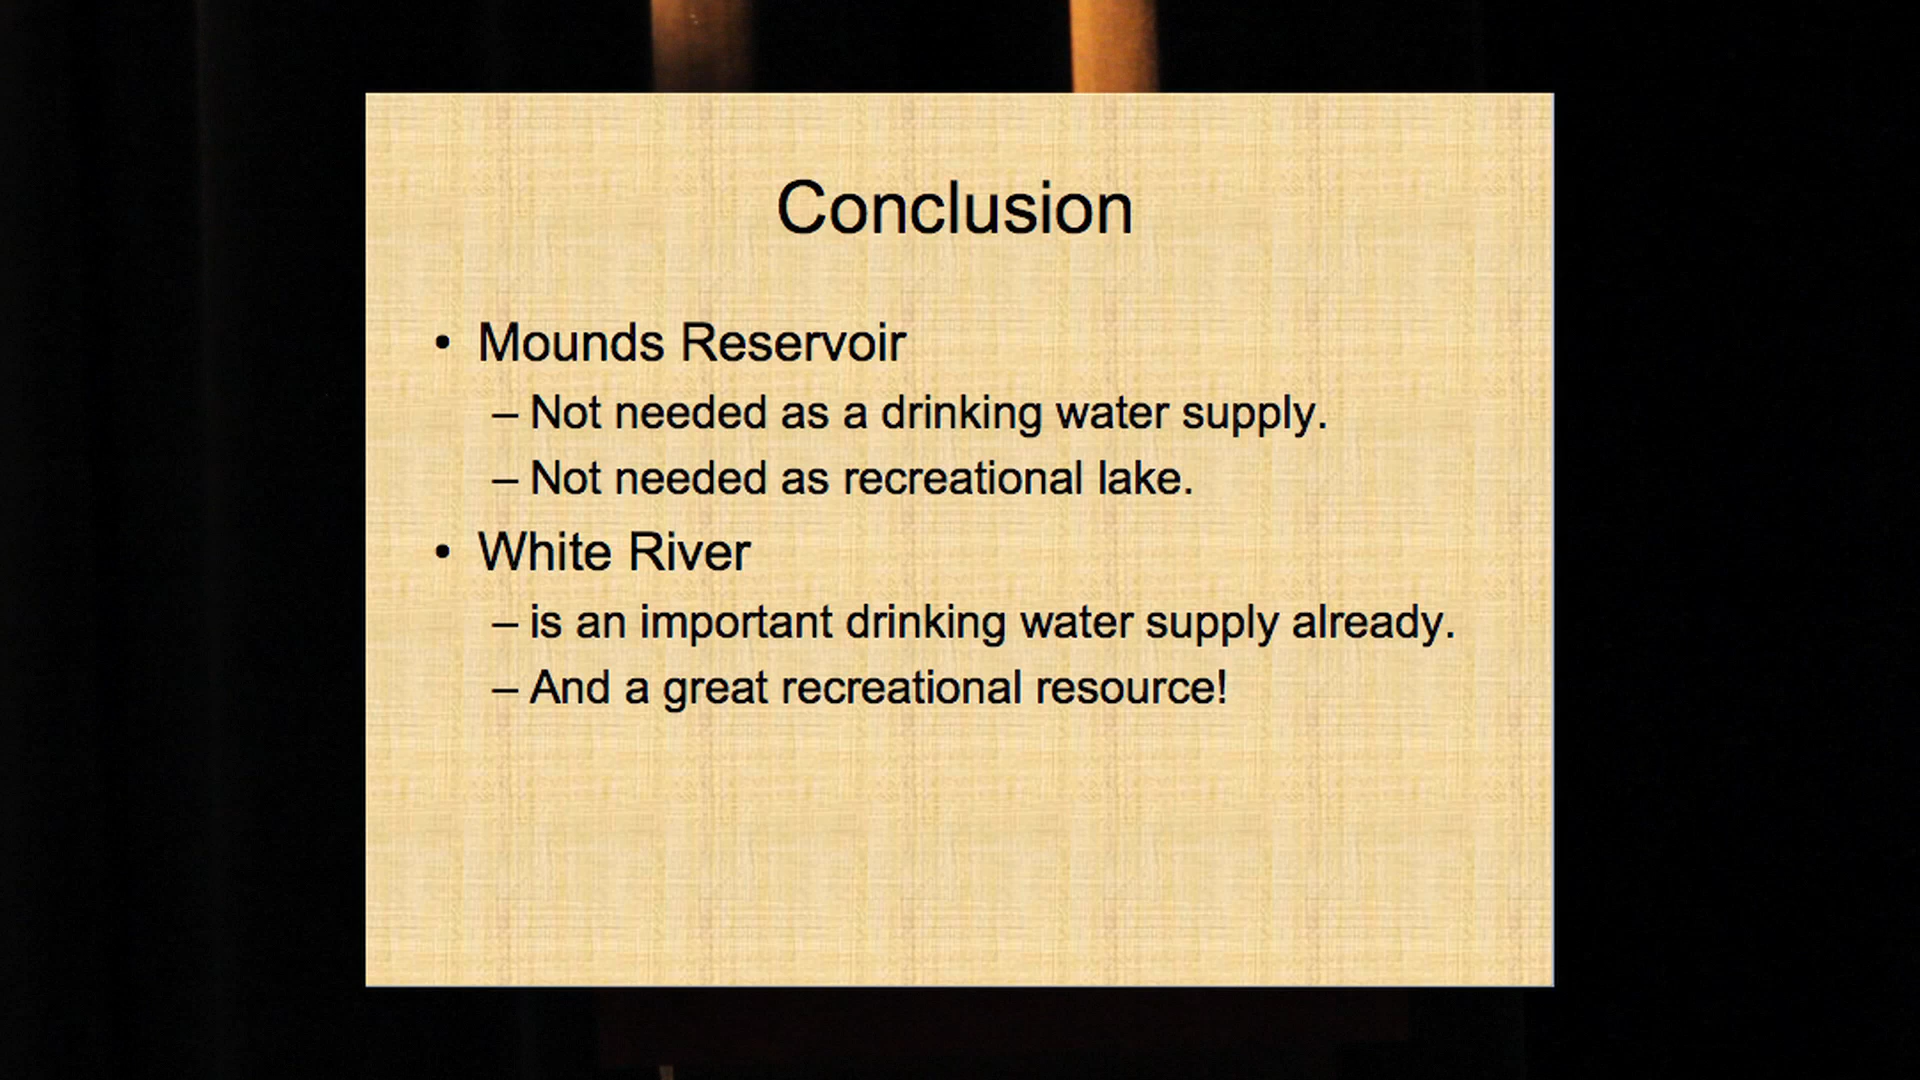 Conclusion
• Mounds Reservoir
– Not needed as a drinking water supply.
– Not needed as recreational lake.
• White River
– is an important drinking water supply already.
– And a great recreational resource!